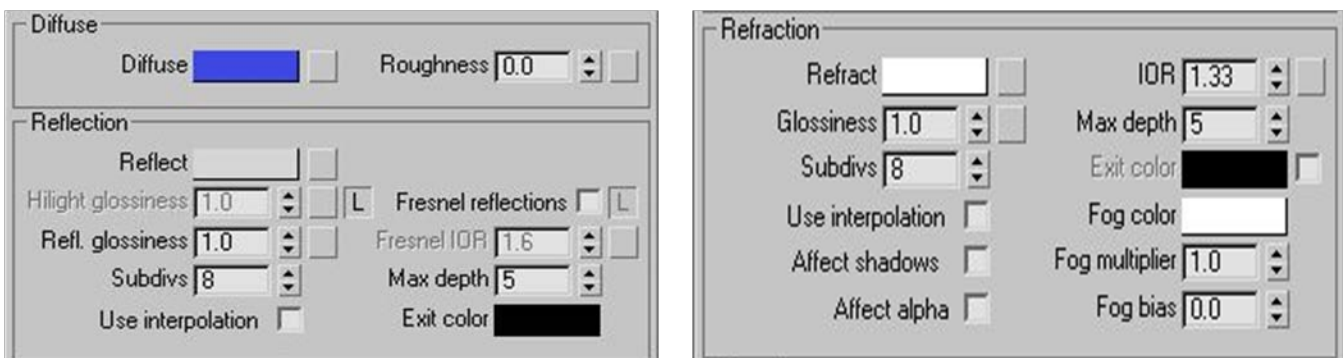 Diffuse
Diffuse Roughness 0.0
Reflection
Reflect
Hilight glossiness 1.0 L Fresnel reflections L
Refl. glossiness 1.0 Fresnel IOR 1.6
Subdivs 8 Max depth 5
Use interpolation Exit color
Refraction
Refract IOR 1.33
Glossiness 1.0 Max depth 5
Subdivs 8 Exit color
Use interpolation Fog color
Affect shadows Fog multiplier 1.0
Affect alpha Fog bias 0.0